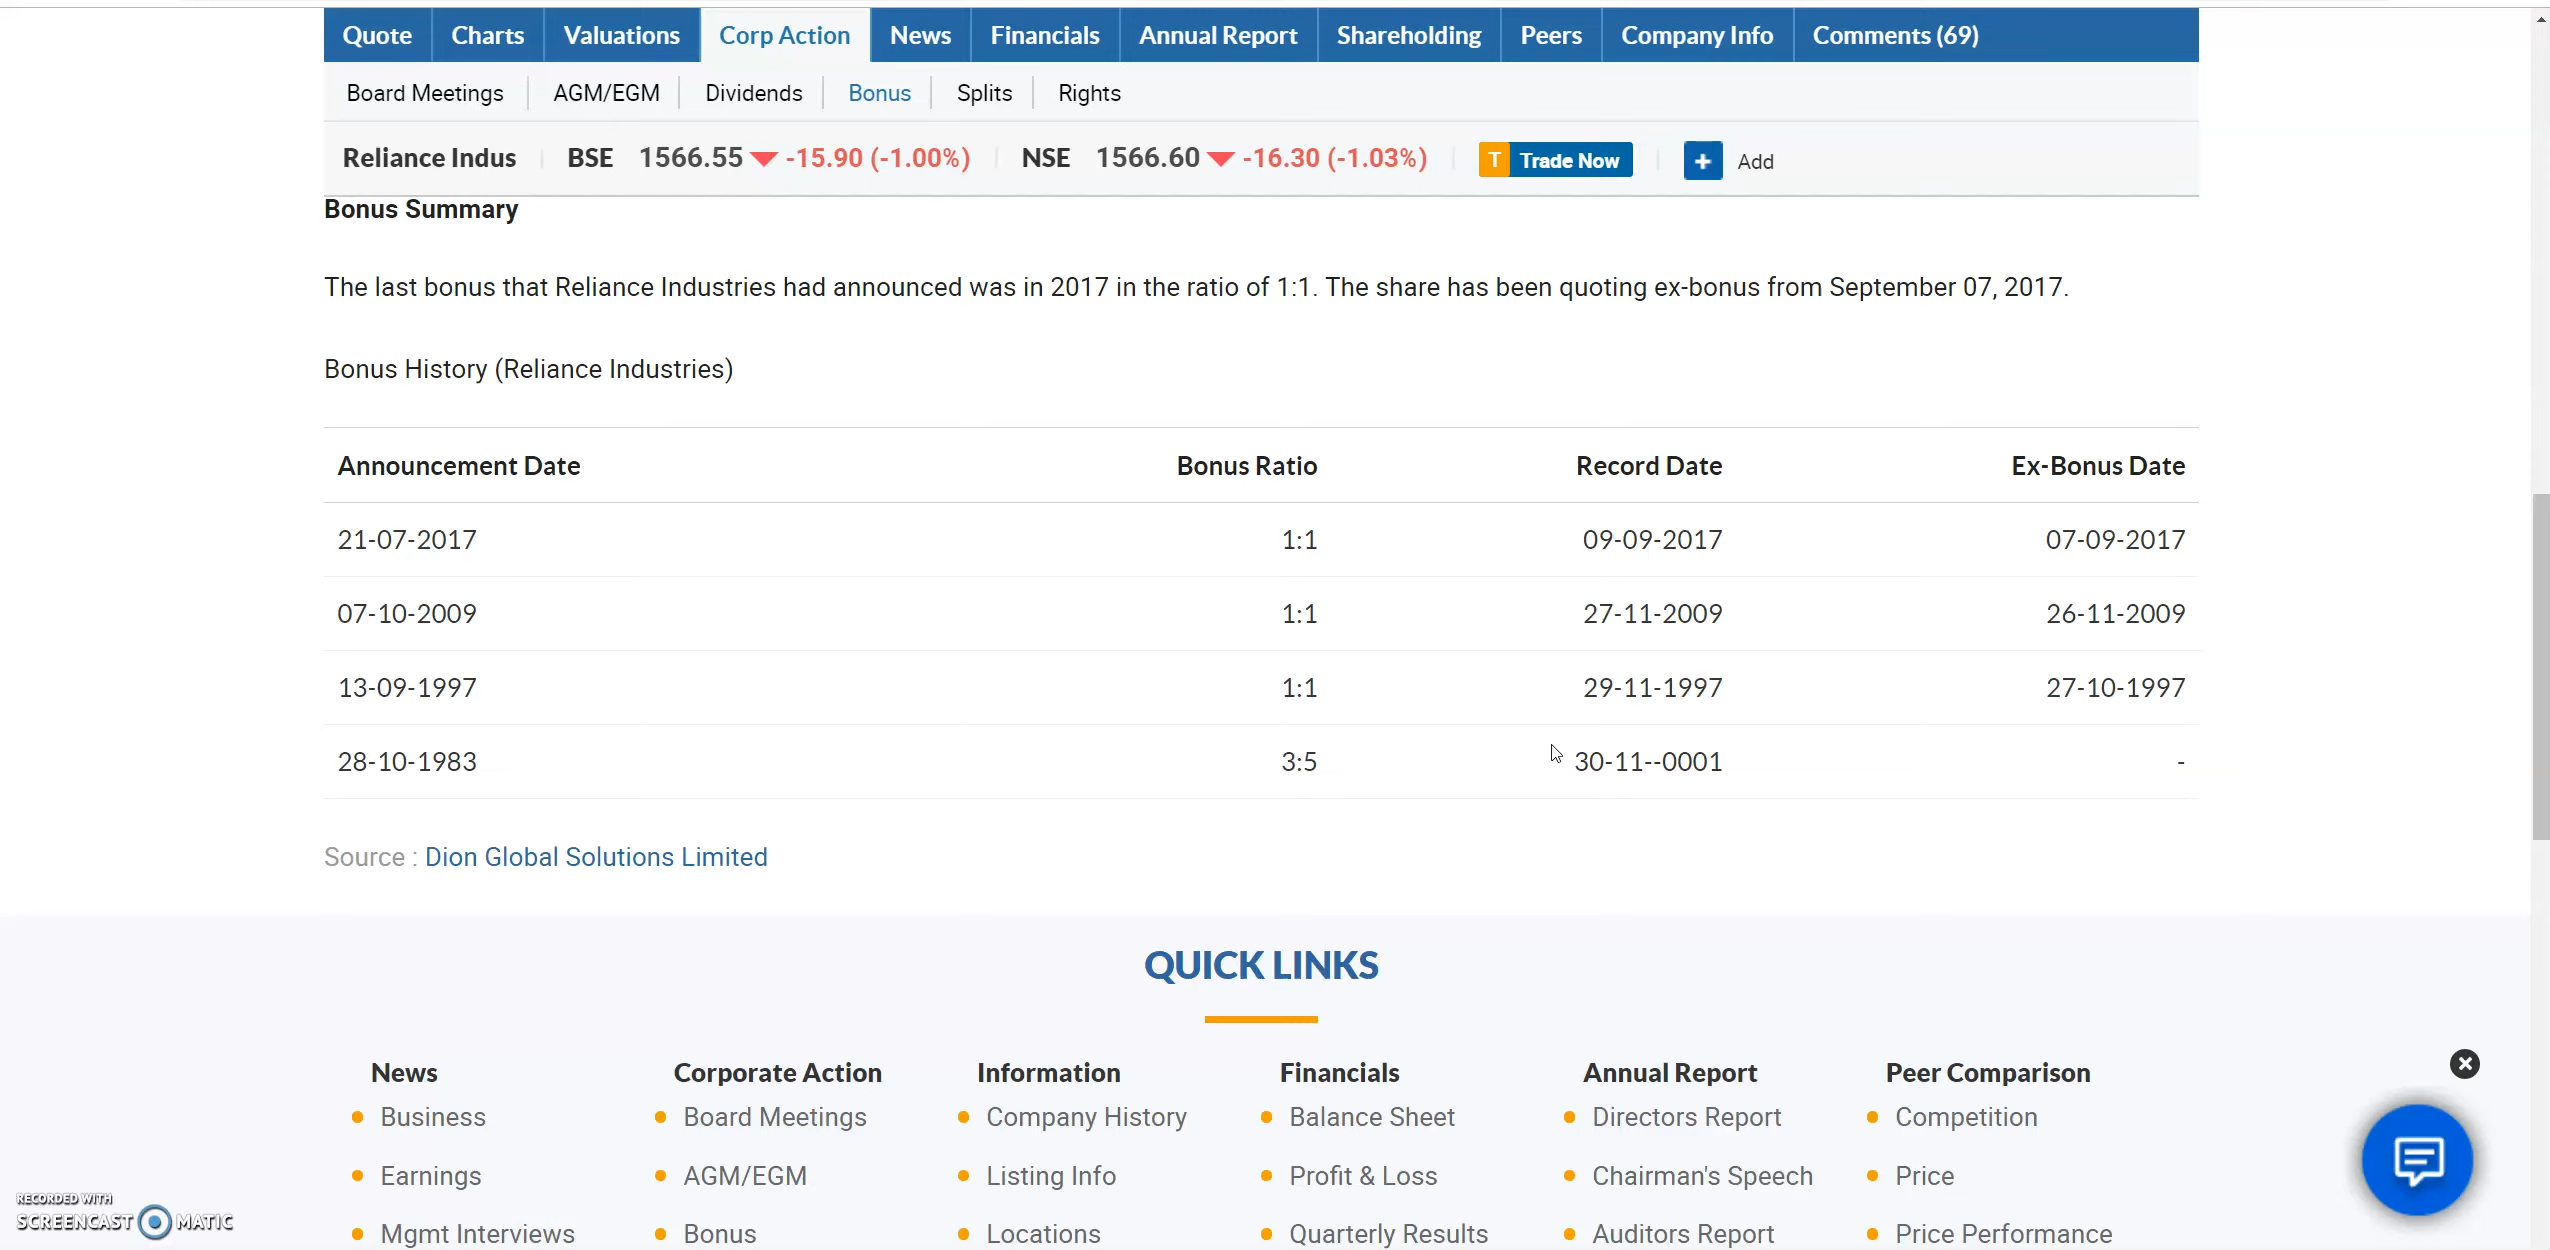 Quote Charts Valuations Corp Action News Financials Annual Report Shareholding Peers Company Info Comments (69)
Board Meetings AGM/EGM Dividends Bonus Splits Rights
Reliance Indus BSE 1566.55 -15.90 (-1.00%) NSE 1566.60 -16.30 (-1.03%) T Trade Now + Add
Bonus Summary
The last bonus that Reliance Industries had announced was in 2017 in the ratio of 1:1. The share has been quoting ex-bonus from September 07, 2017.
Bonus History (Reliance Industries)
Announcement Date Bonus Ratio Record Date Ex-Bonus Date
21-07-2017 1:1 09-09-2017 07-09-2017
07-10-2009 1:1 27-11-2009 26-11-2009
13-09-1997 1:1 29-11-1997 27-10-1997
28-10-1983 3:5 30-11--0001 -
Source : Dion Global Solutions Limited
QUICK LINKS
News Corporate Action Information Financials Annual Report Peer Comparison
Business Board Meetings Company History Balance Sheet Directors Report Competition
Earnings AGM/EGM Listing Info Profit & Loss Chairman's Speech Price
Mgmt Interviews Bonus Locations Quarterly Results Auditors Report Price Performance
RECORDED WITH
SCREENCAST MATIC